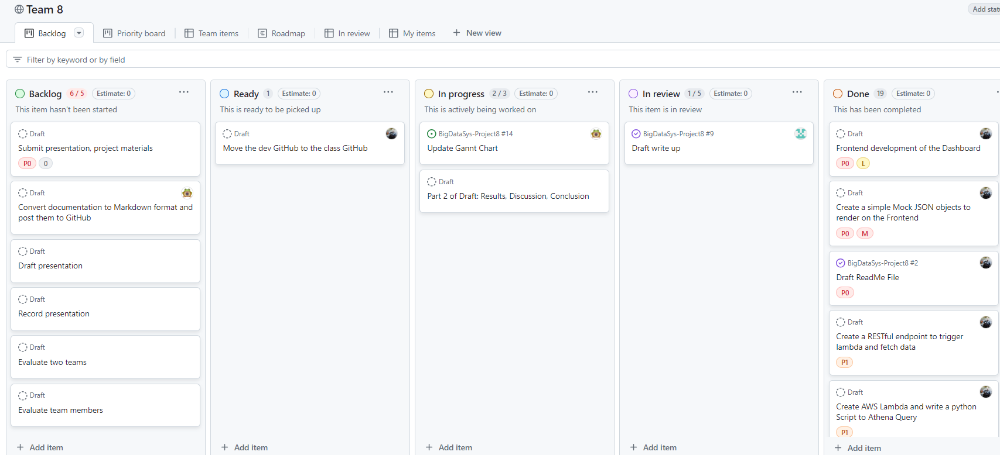 Team 8
Add
Backlog
Priority board
Team items
Roadmap
In review
My items
New view
Filter by keyword or by field
Backlog 6 / 5 Estimate: 0
This item hasn't been started
Draft
Submit presentation, project materials
P0 0
Draft
Convert documentation to Markdown format and
post them to GitHub
Draft
Draft presentation
Draft
Record presentation
Draft
Evaluate two teams
Draft
Evaluate team members
Add item
Ready 1 Estimate: 0
This is ready to be picked up
Draft
Move the dev GitHub to the class GitHub
Add item
In progress 2 / 3 Estimate: 0
This is actively being worked on
BigDataSys-Project8 #14
Update Gannt Chart
Draft
Part 2 of Draft: Results, Discussion, Conclusion
Add item
In review 1 / 5 Estimate: 0
This item is in review
BigDataSys-Project8 #9
Draft write up
Add item
Done 19 Estimate: 0
This has been completed
Draft
Frontend development of the Dashboard
P0 L
Draft
Create a simple Mock JSON objects to
render on the Frontend
P0 M
BigDataSys-Project8 #2
Draft ReadMe File
P0
Draft
Create a RESTful endpoint to trigger
lambda and fetch data
P1
Draft
Create AWS Lambda and write a python
Script to Athena Query
P1
Add item